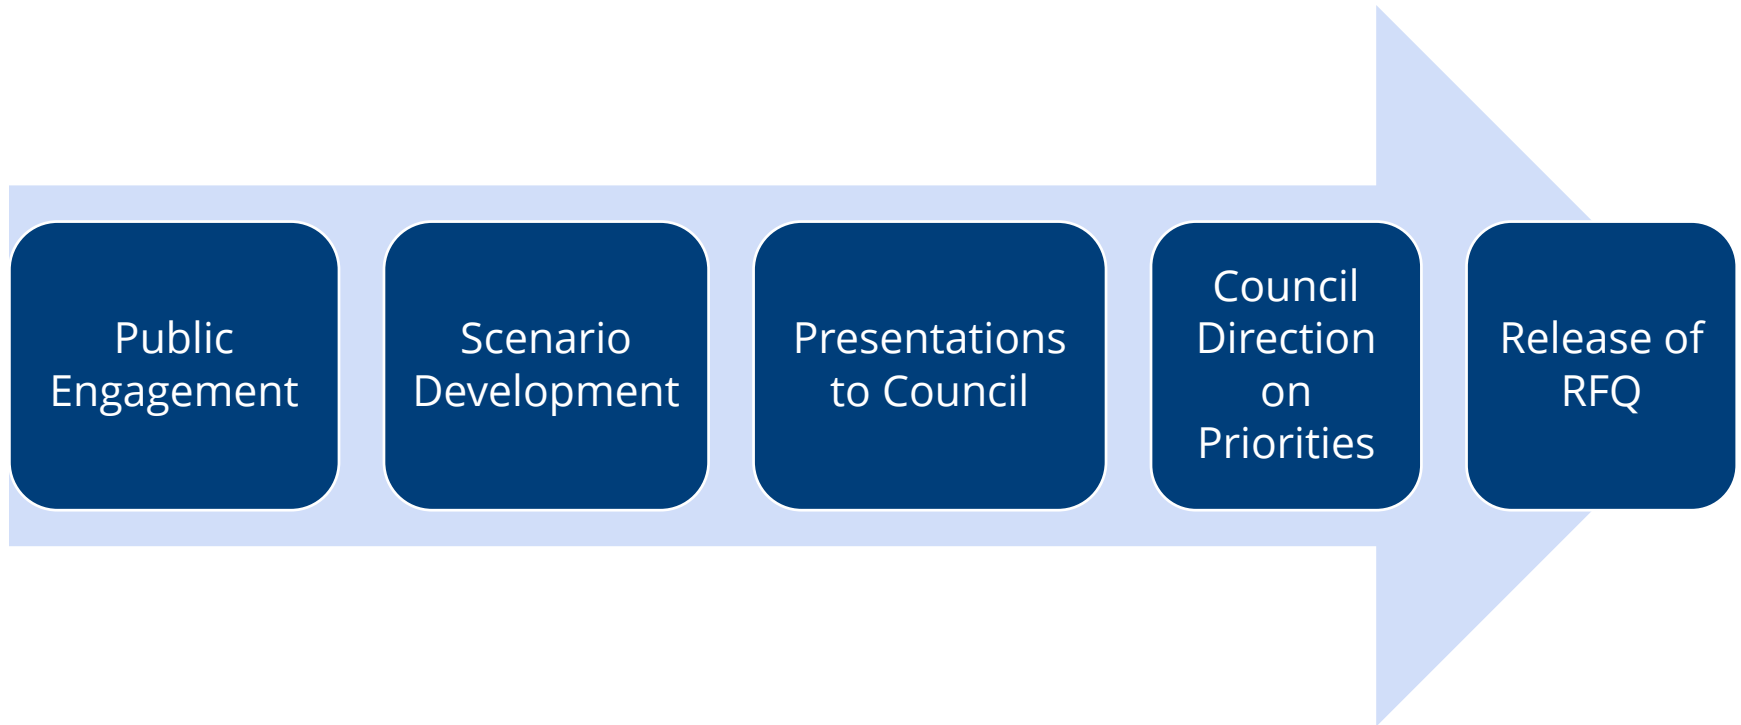 Public
Engagement
Scenario
Development
Presentations
to Council
Council
Direction
on
Priorities
Release of
RFQ